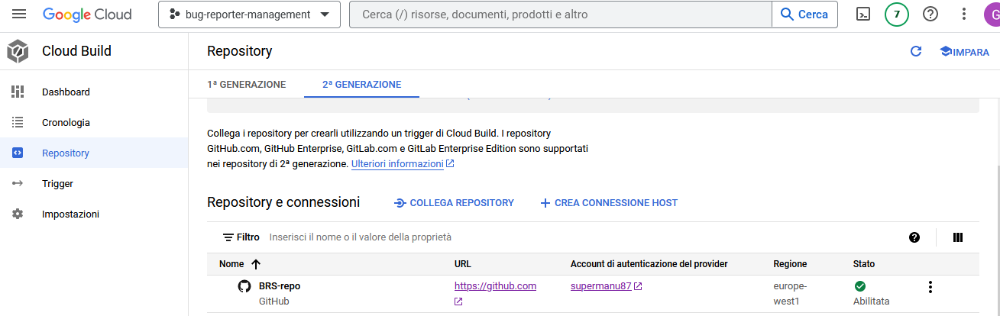 Google Cloud
bug-reporter-management
Cerca (/) risorse, documenti, prodotti e altro
Cerca
7
G
Cloud Build
Repository
IMPARA
Dashboard
Cronologia
Repository
Trigger
Impostazioni
1ª GENERAZIONE
2ª GENERAZIONE
Collega i repository per crearli utilizzando un trigger di Cloud Build. I repository
GitHub.com, GitHub Enterprise, GitLab.com e GitLab Enterprise Edition sono supportati
nei repository di 2ª generazione. Ulteriori informazioni
Repository e connessioni
COLLEGA REPOSITORY
CREA CONNESSIONE HOST
Filtro
Inserisci il nome o il valore della proprietà
Nome
URL
Account di autenticazione del provider
Regione
Stato
BRS-repo
GitHub
https://github.com
supermanu87
europe-
west1
Abilitata